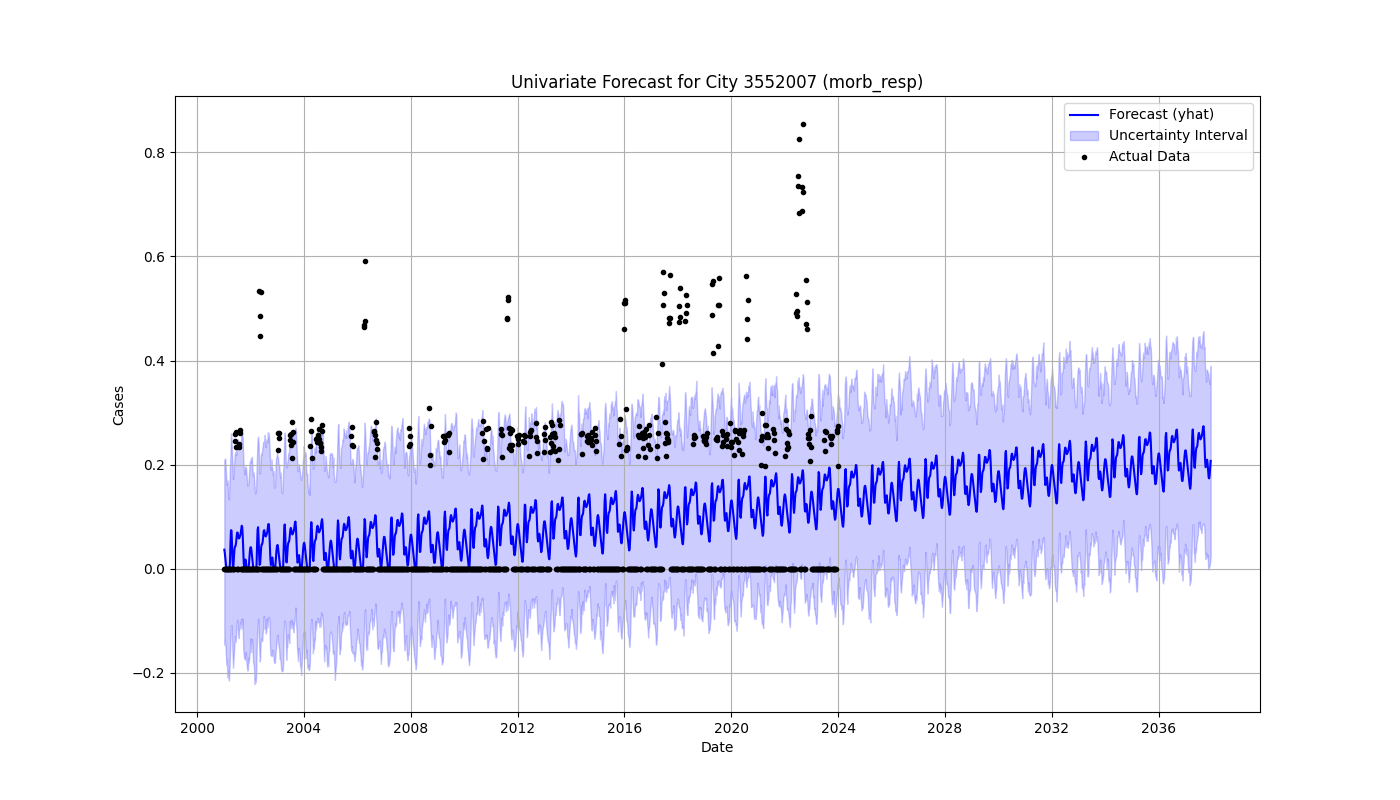 Univariate Forecast for City 3552007 (morb_resp)
Forecast (yhat)
Uncertainty Interval
Actual Data
Cases
0.8
0.6
0.4
0.2
0.0
−0.2
2000 2004 2008 2012 2016 2020 2024 2028 2032 2036
Date